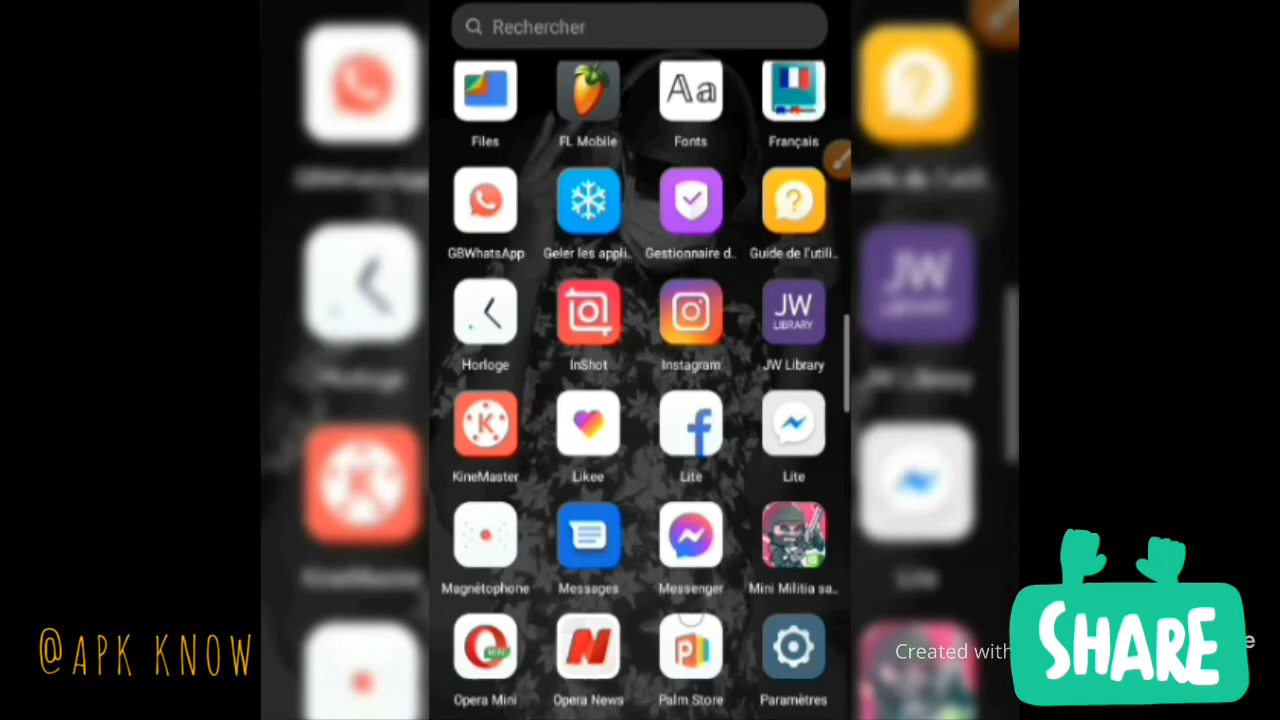 Rechercher
Files
FL Mobile
Aa
Fonts
Français
GBWhatsApp
Geler les appli..
Gestionnaire d..
Guide de l'utili..
JW
LIBRARY
Horloge
InShot
Instagram
JW Library
KineMaster
Likee
Lite
Lite
Magnétophone
Messages
Messenger
Mini Militia sa..
MINI
Opera Mini
Opera News
Palm Store
Paramètres
@APK KNOW
Created with
SHARE